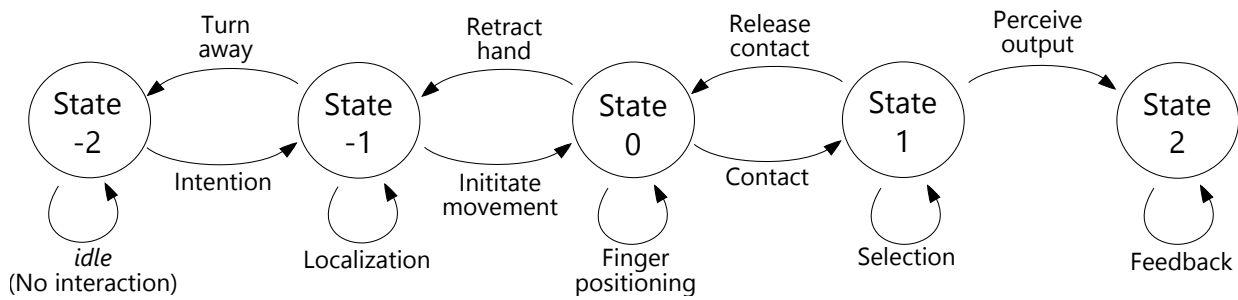 Turn
away
Retract
hand
Release
contact
Perceive
output
State
-2
State
-1
State
0
State
1
State
2
Intention
Inititate
movement
Contact
idle
(No interaction)
Localization
Finger
positioning
Selection
Feedback